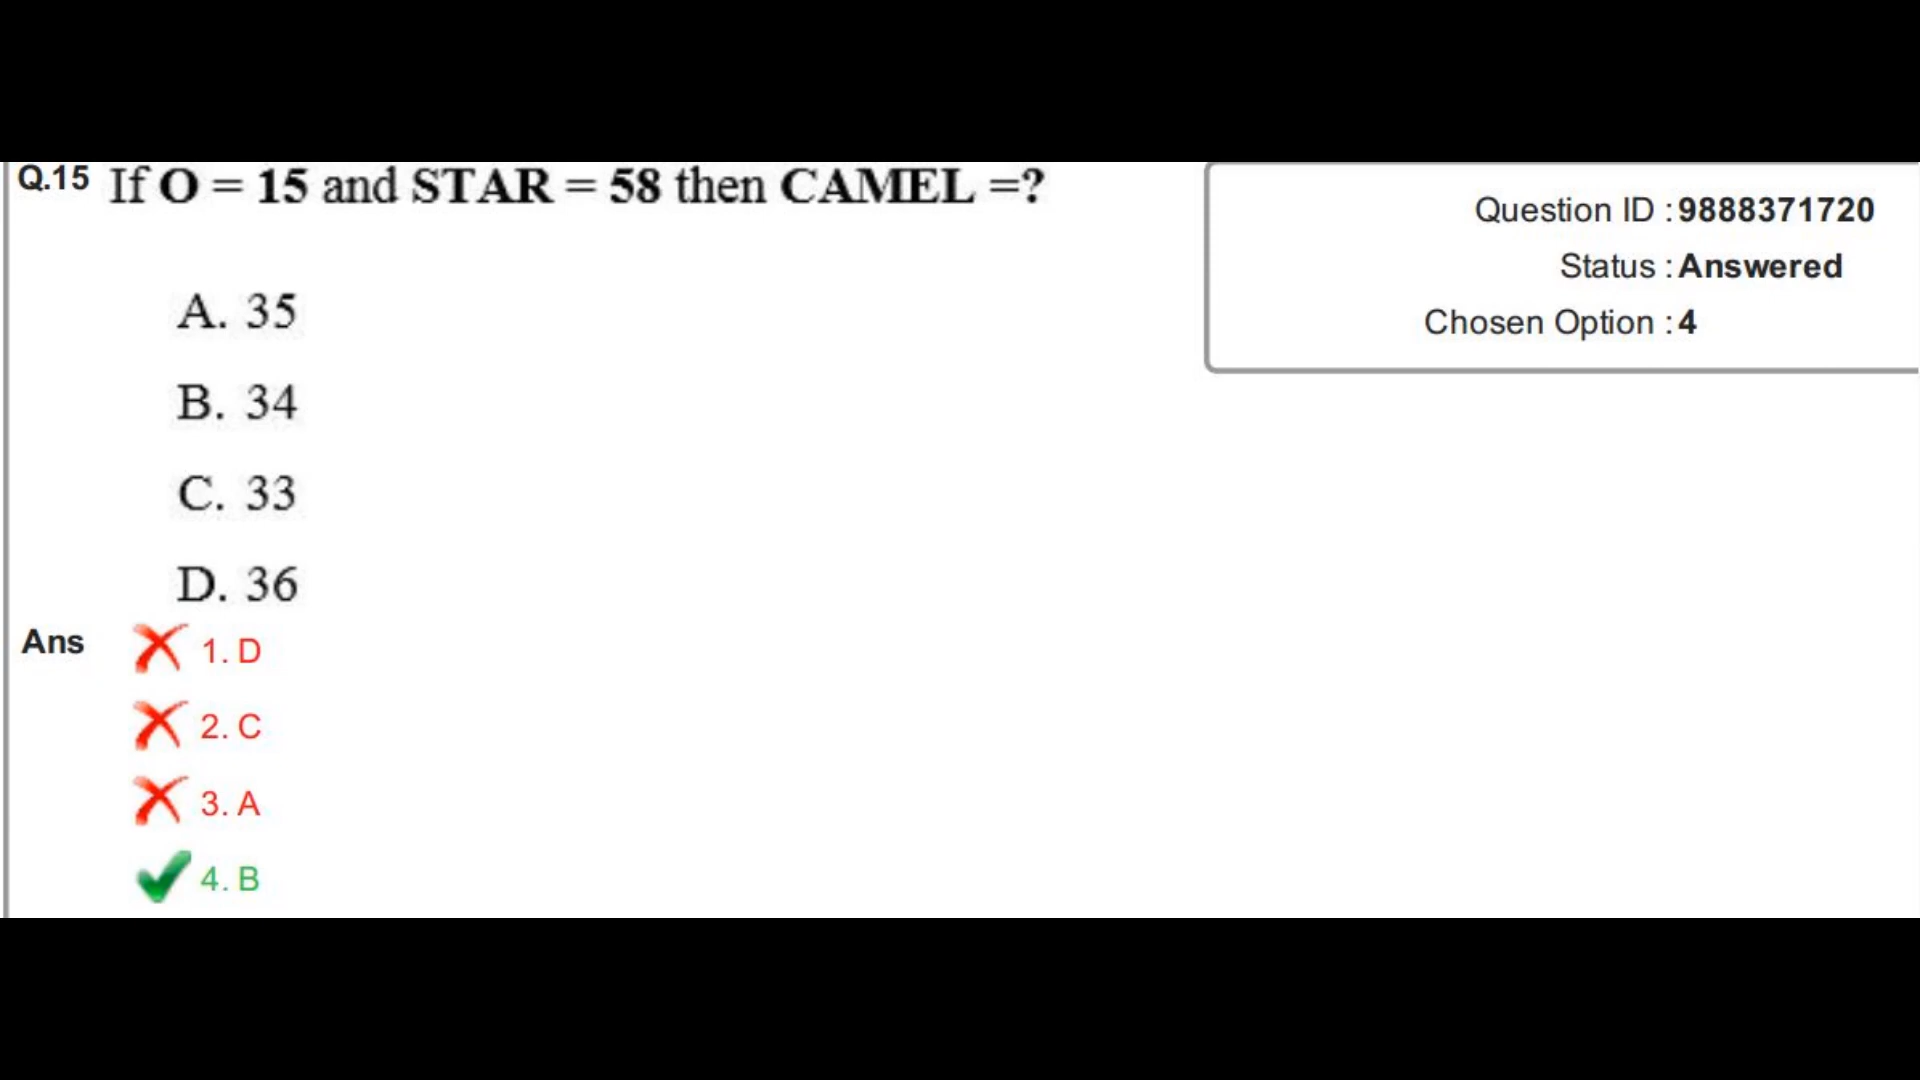 Q.15 If O = 15 and STAR = 58 then CAMEL =?
A. 35
B. 34
C. 33
D. 36
Ans 1. D
2. C
3. A
4. B
Question ID : 9888371720
Status : Answered
Chosen Option : 4